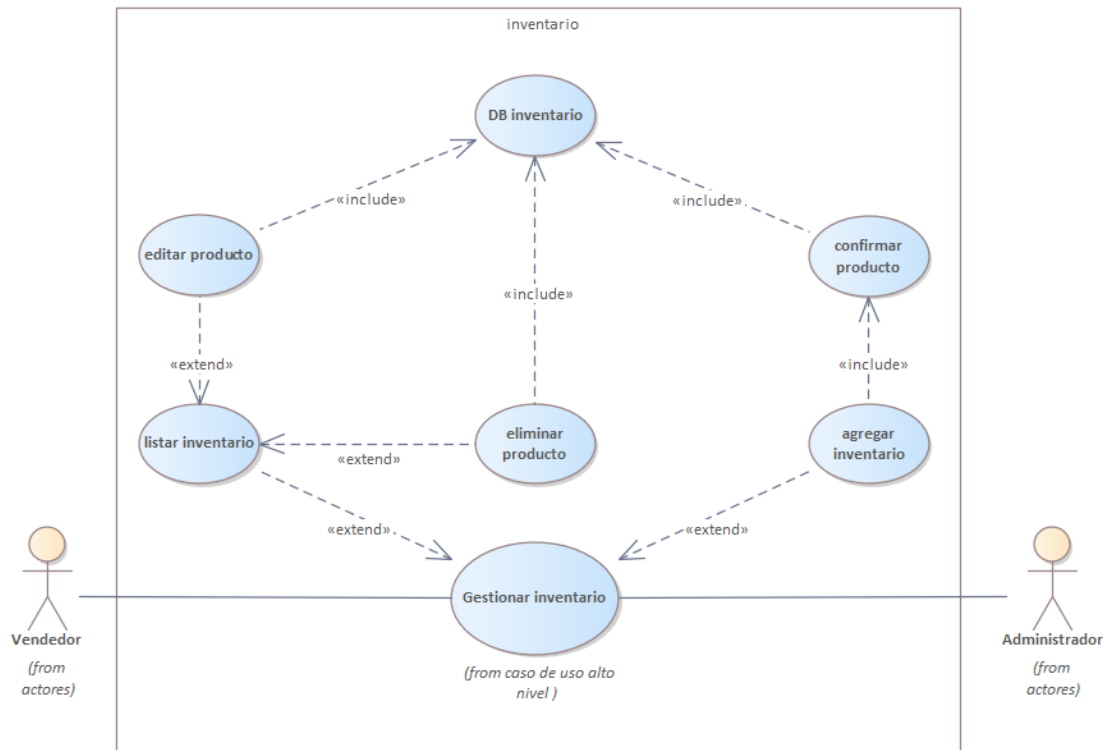 inventario
DB inventario
«include»
«include»
editar producto
confirmar
producto
«include»
«extend»
«include»
listar inventario
eliminar
producto
agregar
inventario
«extend»
«extend»
«extend»
Gestionar inventario
Vendedor
(from
actores)
Administrador
(from
actores)
(from caso de uso alto
nivel )